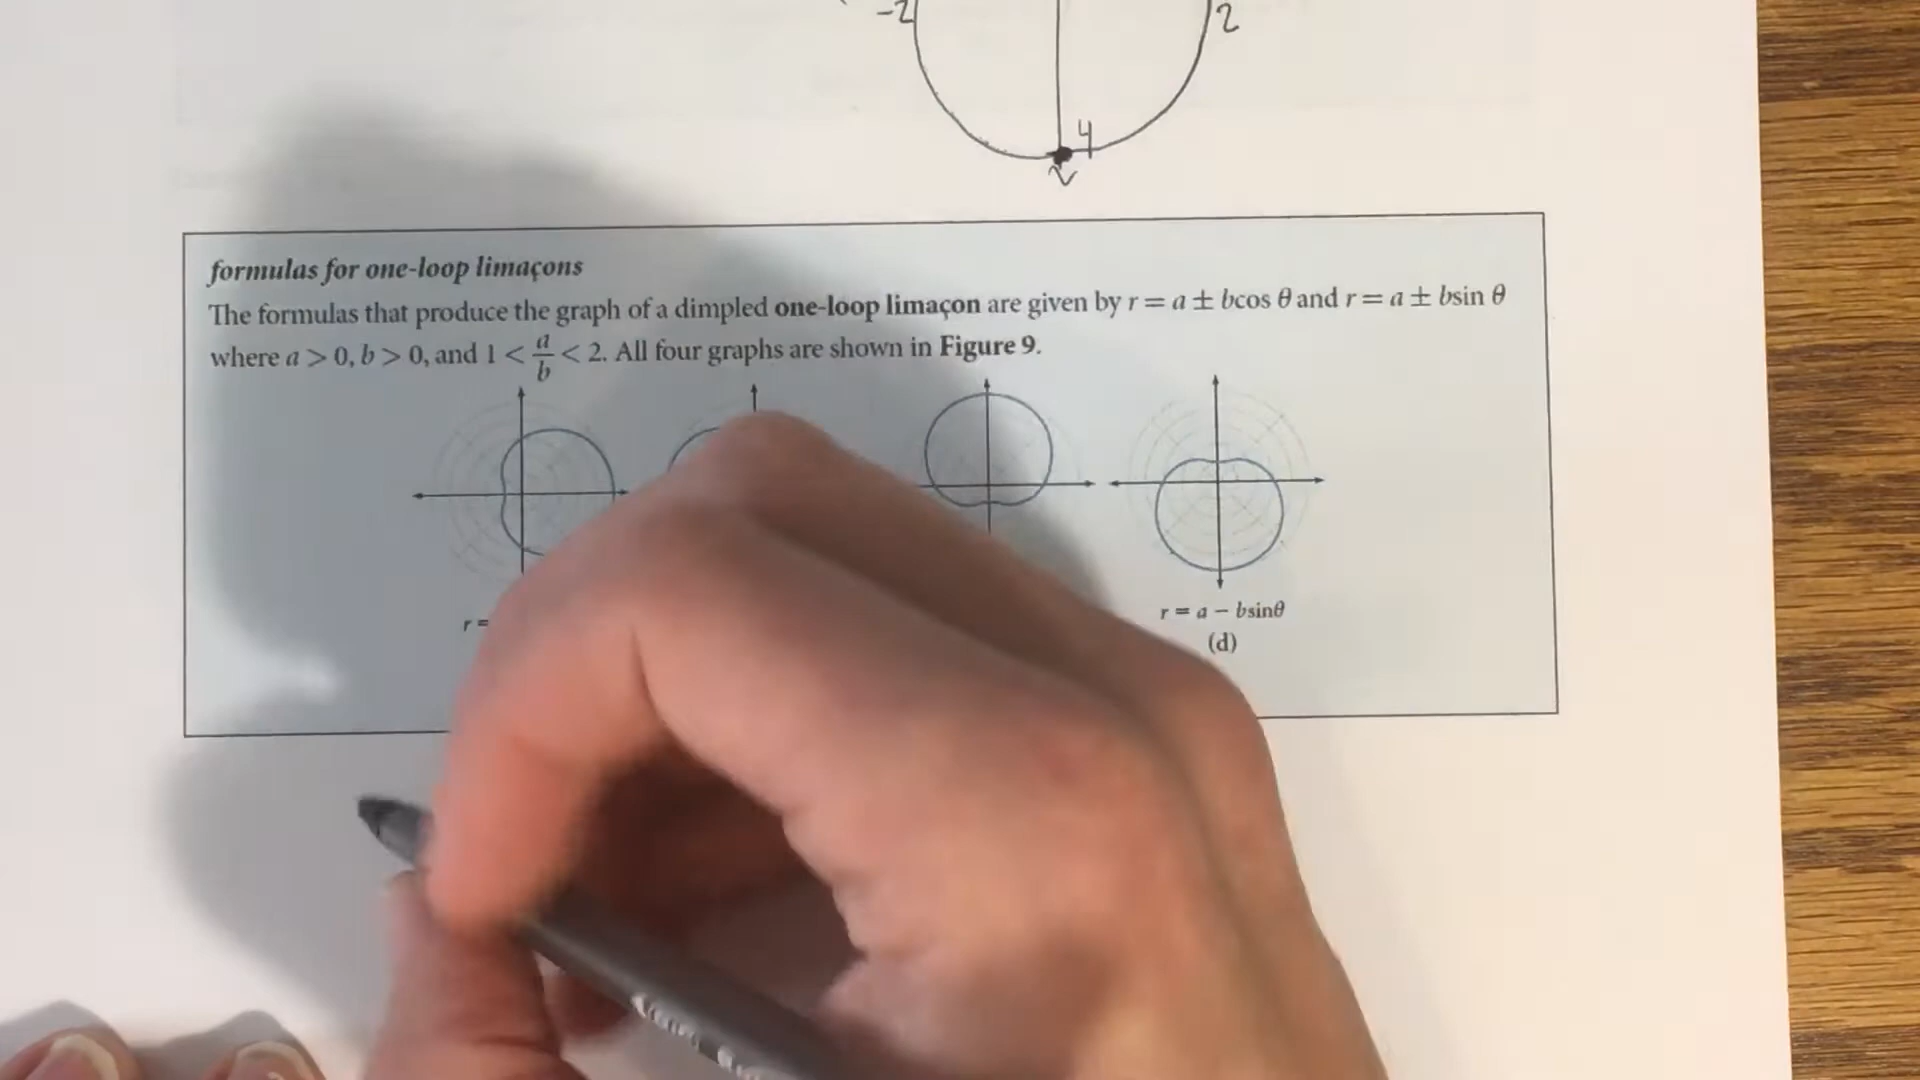 -2
2
4
formulas for one-loop limaçons
The formulas that produce the graph of a dimpled one-loop limaçon are given by r = a ± bcos θ and r = a ± bsin θ
where a > 0, b > 0, and 1 < a/b < 2. All four graphs are shown in Figure 9.
r =
r = a − bsinθ
(d)